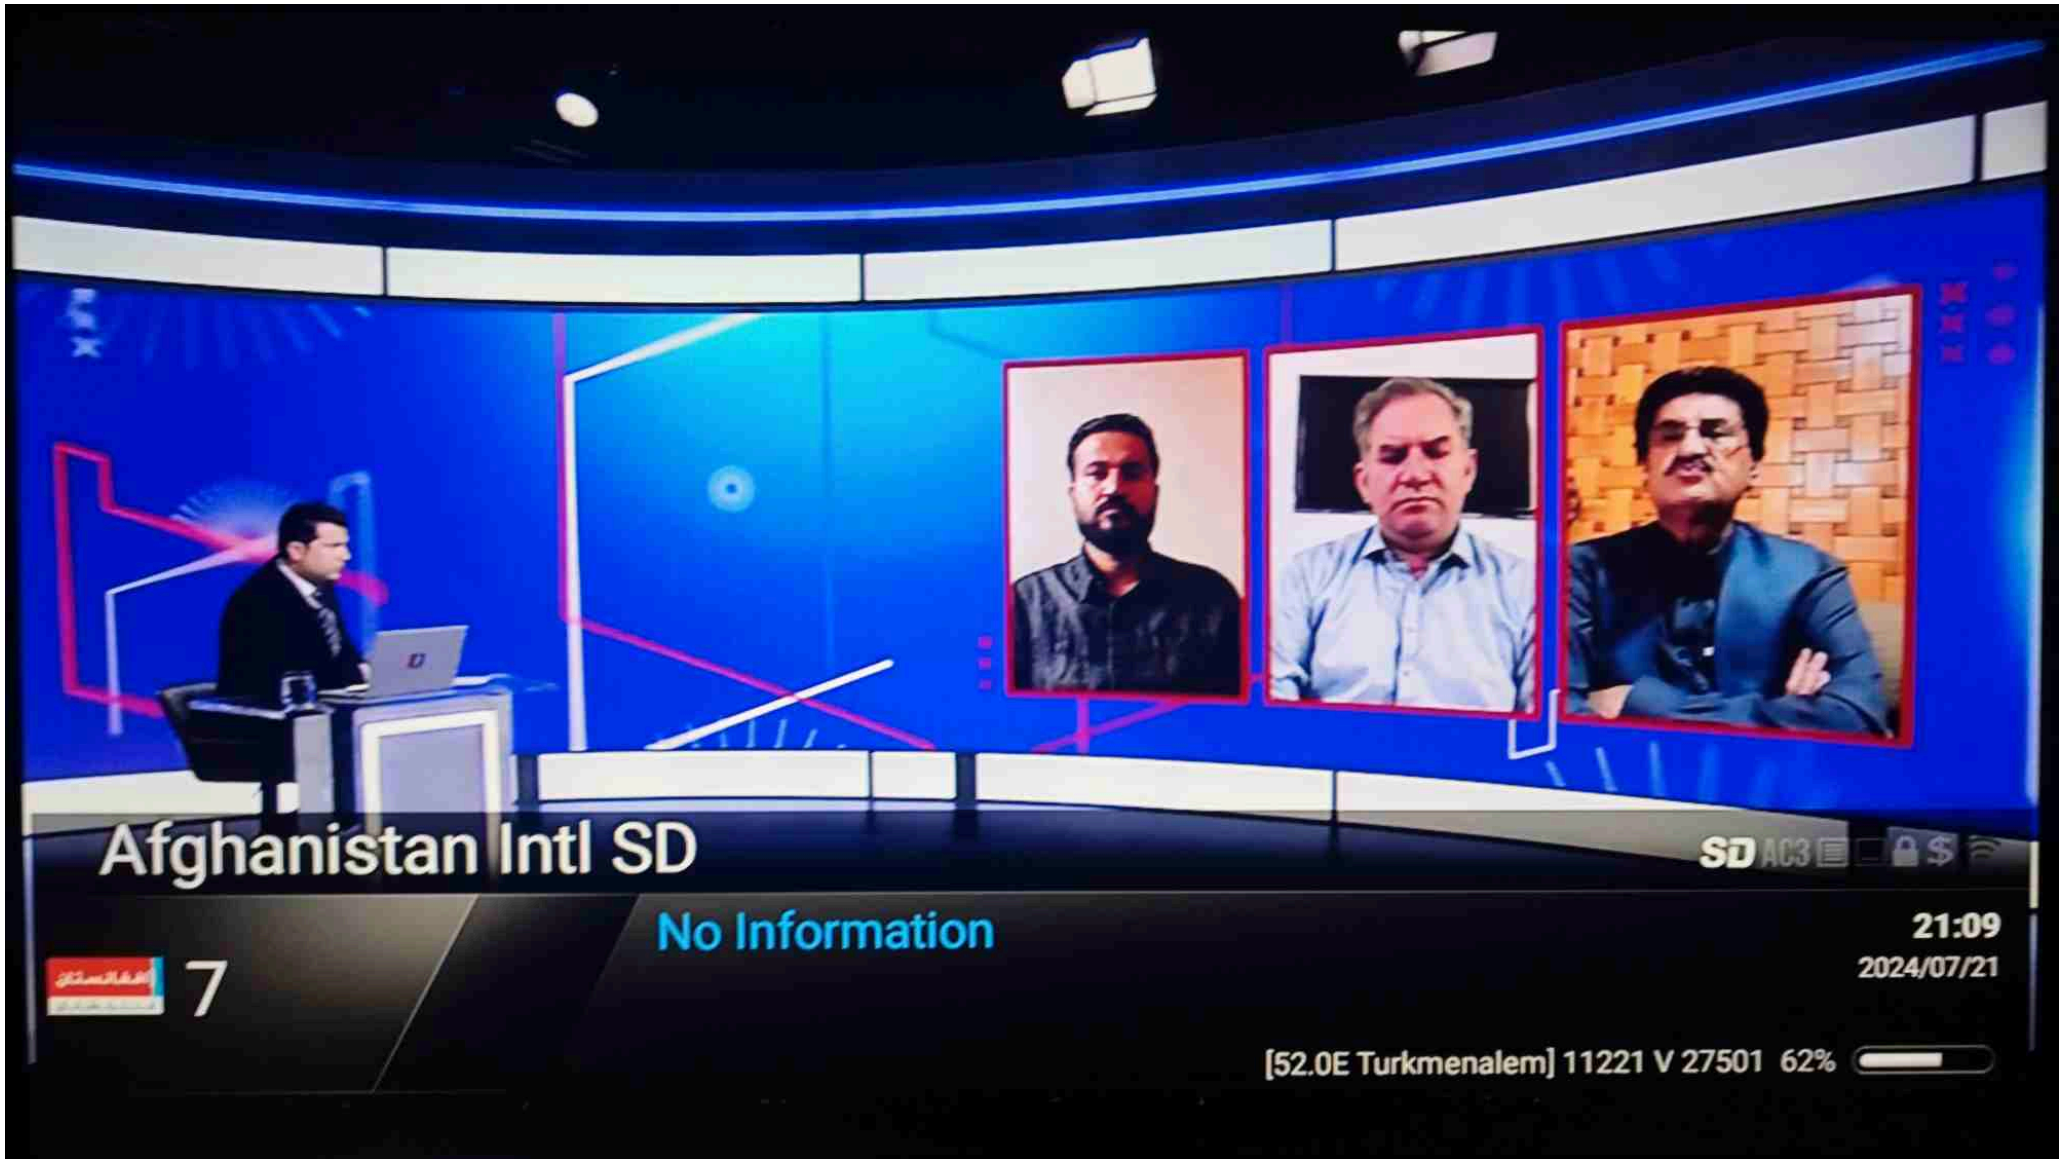 Afghanistan Intl SD
SD AC3 $
No Information
21:09
2024/07/21
افغانستان
7
[52.0E Turkmenalem] 11221 V 27501 62%